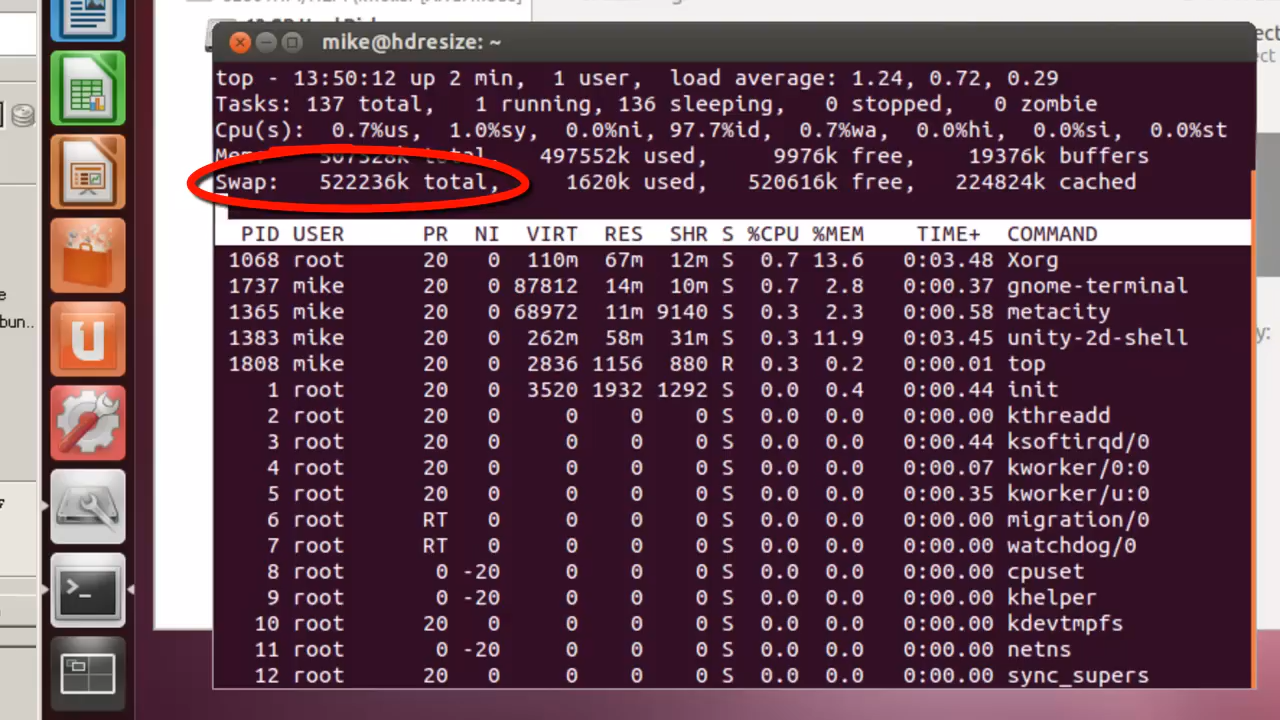 mike@hdresize: ~
top - 13:50:12 up 2 min,  1 user,  load average: 1.24, 0.72, 0.29
Tasks: 137 total,   1 running, 136 sleeping,   0 stopped,   0 zombie
Cpu(s):  0.7%us,  1.0%sy,  0.0%ni, 97.7%id,  0.7%wa,  0.0%hi,  0.0%si,  0.0%st
Mem:    507328k total,   497552k used,     9976k free,    19376k buffers
Swap:   522236k total,     1620k used,   520616k free,   224824k cached
PID USER      PR  NI  VIRT  RES  SHR S %CPU %MEM    TIME+  COMMAND
1068 root      20   0  110m  67m  12m S  0.7 13.6   0:03.48 Xorg
1737 mike      20   0 87812  14m  10m S  0.7  2.8   0:00.37 gnome-terminal
1365 mike      20   0 68972  11m 9140 S  0.3  2.3   0:00.58 metacity
1383 mike      20   0  262m  58m  31m S  0.3 11.9   0:03.45 unity-2d-shell
1808 mike      20   0  2836 1156  880 R  0.3  0.2   0:00.01 top
1 root      20   0  3520 1932 1292 S  0.0  0.4   0:00.44 init
2 root      20   0     0    0    0 S  0.0  0.0   0:00.00 kthreadd
3 root      20   0     0    0    0 S  0.0  0.0   0:00.44 ksoftirqd/0
4 root      20   0     0    0    0 S  0.0  0.0   0:00.07 kworker/0:0
5 root      20   0     0    0    0 S  0.0  0.0   0:00.35 kworker/u:0
6 root      RT   0     0    0    0 S  0.0  0.0   0:00.00 migration/0
7 root      RT   0     0    0    0 S  0.0  0.0   0:00.00 watchdog/0
8 root       0 -20     0    0    0 S  0.0  0.0   0:00.00 cpuset
9 root       0 -20     0    0    0 S  0.0  0.0   0:00.00 khelper
10 root      20   0     0    0    0 S  0.0  0.0   0:00.00 kdevtmpfs
11 root       0 -20     0    0    0 S  0.0  0.0   0:00.00 netns
12 root      20   0     0    0    0 S  0.0  0.0   0:00.00 sync_supers
bun..